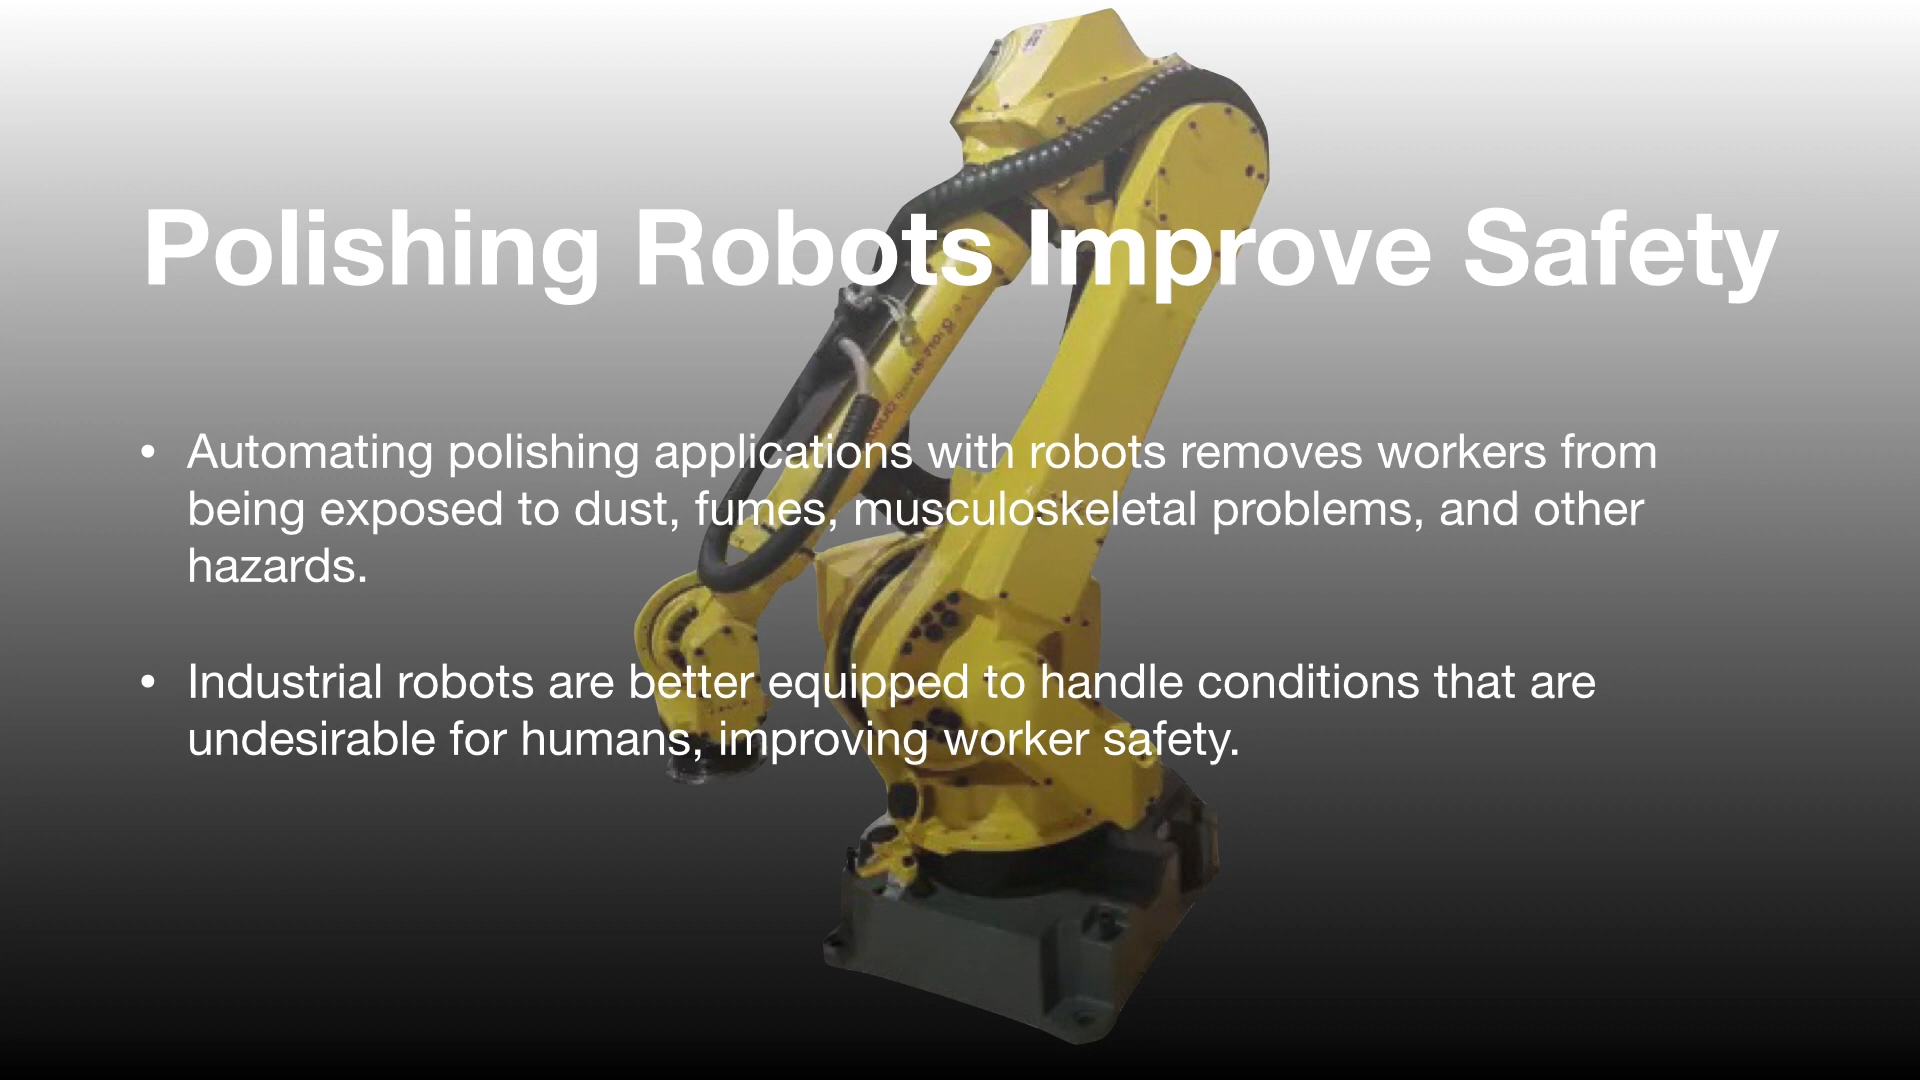 Polishing Robots Improve Safety
• Automating polishing applications with robots removes workers from
being exposed to dust, fumes, musculoskeletal problems, and other
hazards.
• Industrial robots are better equipped to handle conditions that are
undesirable for humans, improving worker safety.